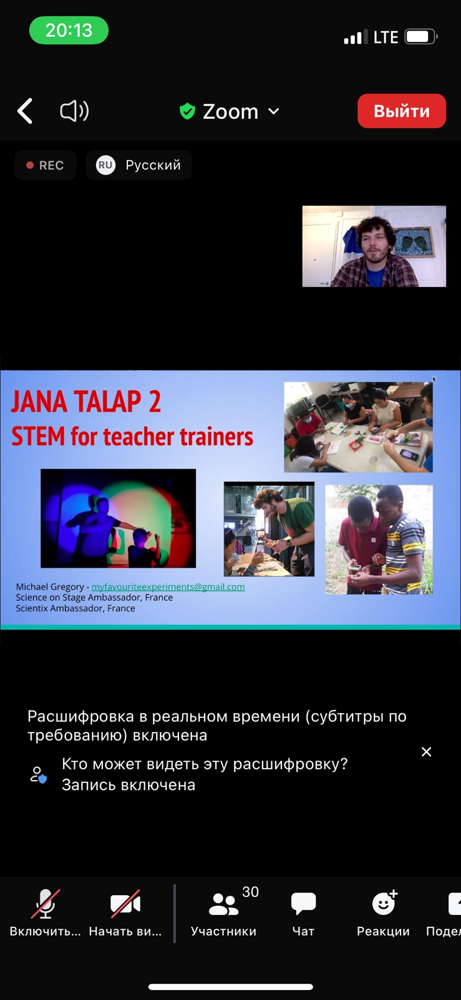 20:13
LTE
Zoom
Выйти
REC
RU Русский
JANA TALAP 2
STEM for teacher trainers
Michael Gregory - myfavouriteexperiments@gmail.com
Science on Stage Ambassador, France
Scientix Ambassador, France
Расшифровка в реальном времени (субтитры по
требованию) включена
Кто может видеть эту расшифровку?
Запись включена
30
Включить...
Начать ви...
Участники
Чат
Реакции
Подел